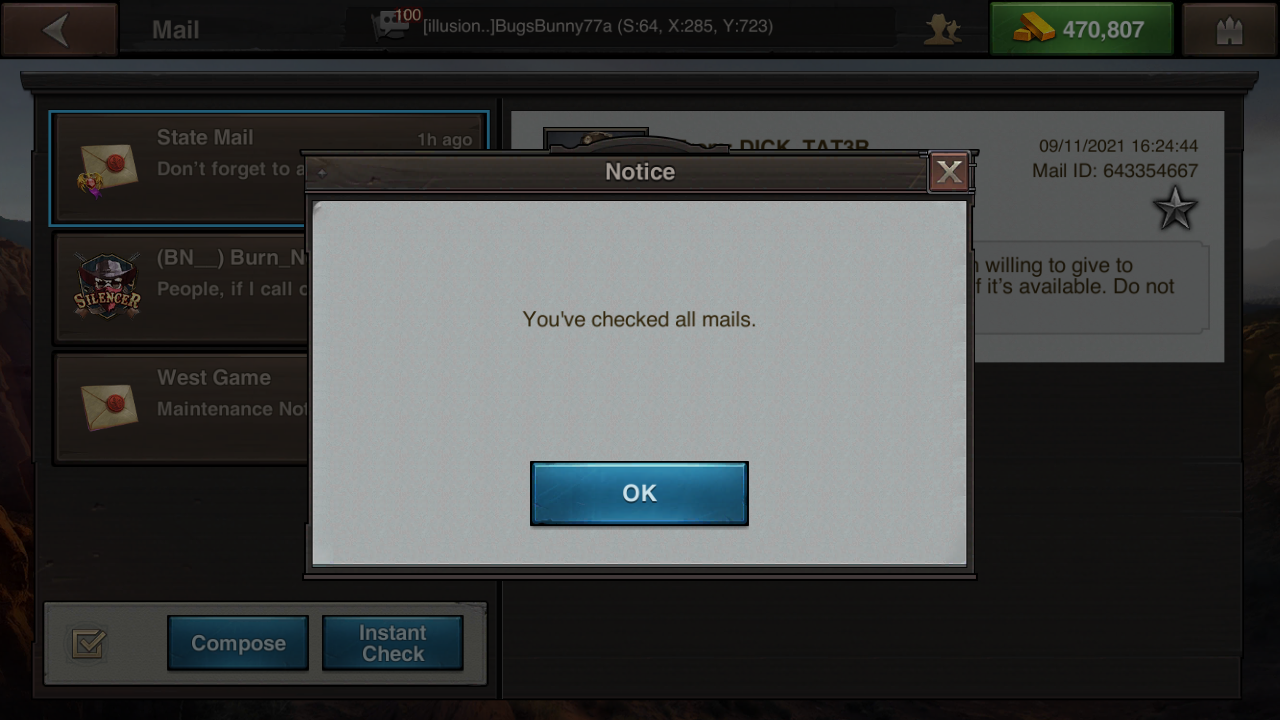 Mail
100
[illusion..]BugsBunny77a (S:64, X:285, Y:723)
470,807
State Mail
1h ago
Don't forget to a
(BN__) Burn_N
People, if I call o
SILENCER
West Game
Maintenance Not
Compose
Instant
Check
DICK_TAT3R
09/11/2021 16:24:44
Mail ID: 643354667
willing to give to
f it's available. Do not
Notice
You've checked all mails.
OK